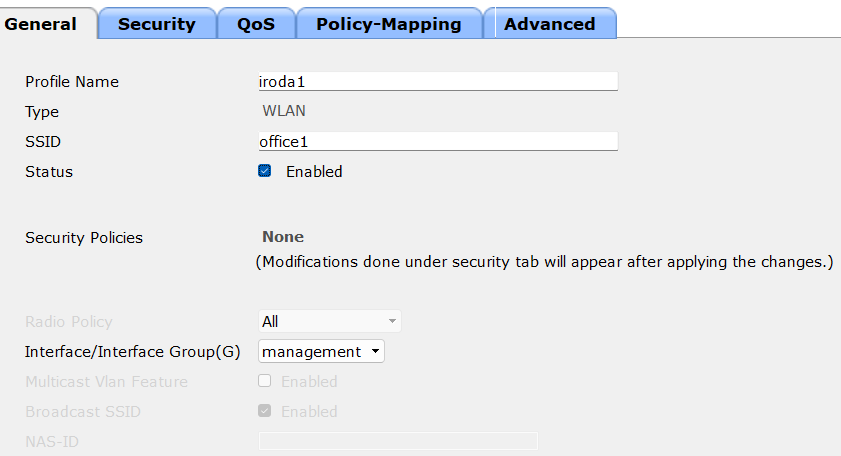 General Security QoS Policy-Mapping Advanced
Profile Name iroda1
Type WLAN
SSID office1
Status Enabled
Security Policies None
(Modifications done under security tab will appear after applying the changes.)
Radio Policy All
Interface/Interface Group(G) management
Multicast Vlan Feature Enabled
Broadcast SSID Enabled
NAS-ID